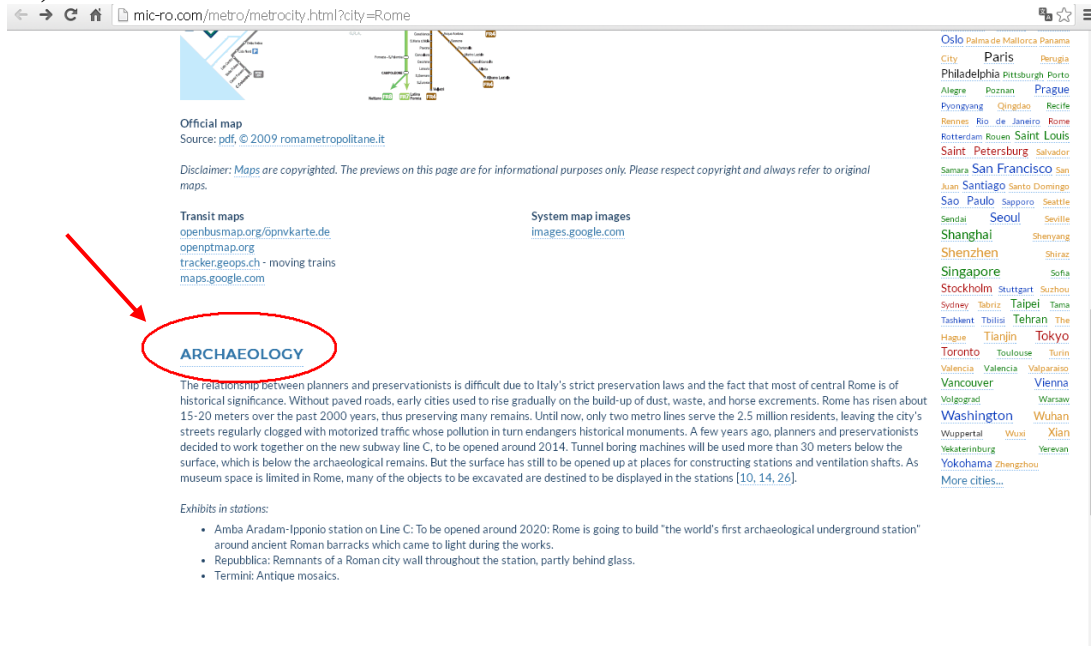 mic-ro.com/metro/metrocity.html?city=Rome
Official map
Source: pdf, © 2009 romametropolitane.it
Disclaimer: Maps are copyrighted. The previews on this page are for informational purposes only. Please respect copyright and always refer to original
maps.
Transit maps
openbusmap.org/öpnvkarte.de
openptmap.org
tracker.geops.ch - moving trains
maps.google.com
System map images
images.google.com
ARCHAEOLOGY
The relationship between planners and preservationists is difficult due to Italy's strict preservation laws and the fact that most of central Rome is of
historical significance. Without paved roads, early cities used to rise gradually on the build-up of dust, waste, and horse excrements. Rome has risen about
15-20 meters over the past 2000 years, thus preserving many remains. Until now, only two metro lines serve the 2.5 million residents, leaving the city's
streets regularly clogged with motorized traffic whose pollution in turn endangers historical monuments. A few years ago, planners and preservationists
decided to work together on the new subway line C, to be opened around 2014. Tunnel boring machines will be used more than 30 meters below the
surface, which is below the archaeological remains. But the surface has still to be opened up at places for constructing stations and ventilation shafts. As
museum space is limited in Rome, many of the objects to be excavated are destined to be displayed in the stations [10, 14, 26].
Exhibits in stations:
• Amba Aradam-Ipponio station on Line C: To be opened around 2020: Rome is going to build "the world's first archaeological underground station"
around ancient Roman barracks which came to light during the works.
• Repubblica: Remnants of a Roman city wall throughout the station, partly behind glass.
• Termini: Antique mosaics.
Oslo Palma de Mallorca Panama
City Paris Perugia
Philadelphia Pittsburgh Porto
Alegre Poznan Prague
Pyongyang Qingdao Recife
Rennes Rio de Janeiro Rome
Rotterdam Rouen Saint Louis
Saint Petersburg Salvador
Samara San Francisco San
Juan Santiago Santo Domingo
Sao Paulo Sapporo Seattle
Sendai Seoul Seville
Shanghai Shenyang
Shenzhen Shiraz
Singapore Sofia
Stockholm Stuttgart Suzhou
Sydney Tabriz Taipei Tama
Tashkent Tbilisi Tehran The
Hague Tianjin Tokyo
Toronto Toulouse Turin
Valencia Valencia Valparaiso
Vancouver Vienna
Volgograd Warsaw
Washington Wuhan
Wuppertal Wuxi Xian
Yekaterinburg Yerevan
Yokohama Zhengzhou
More cities...